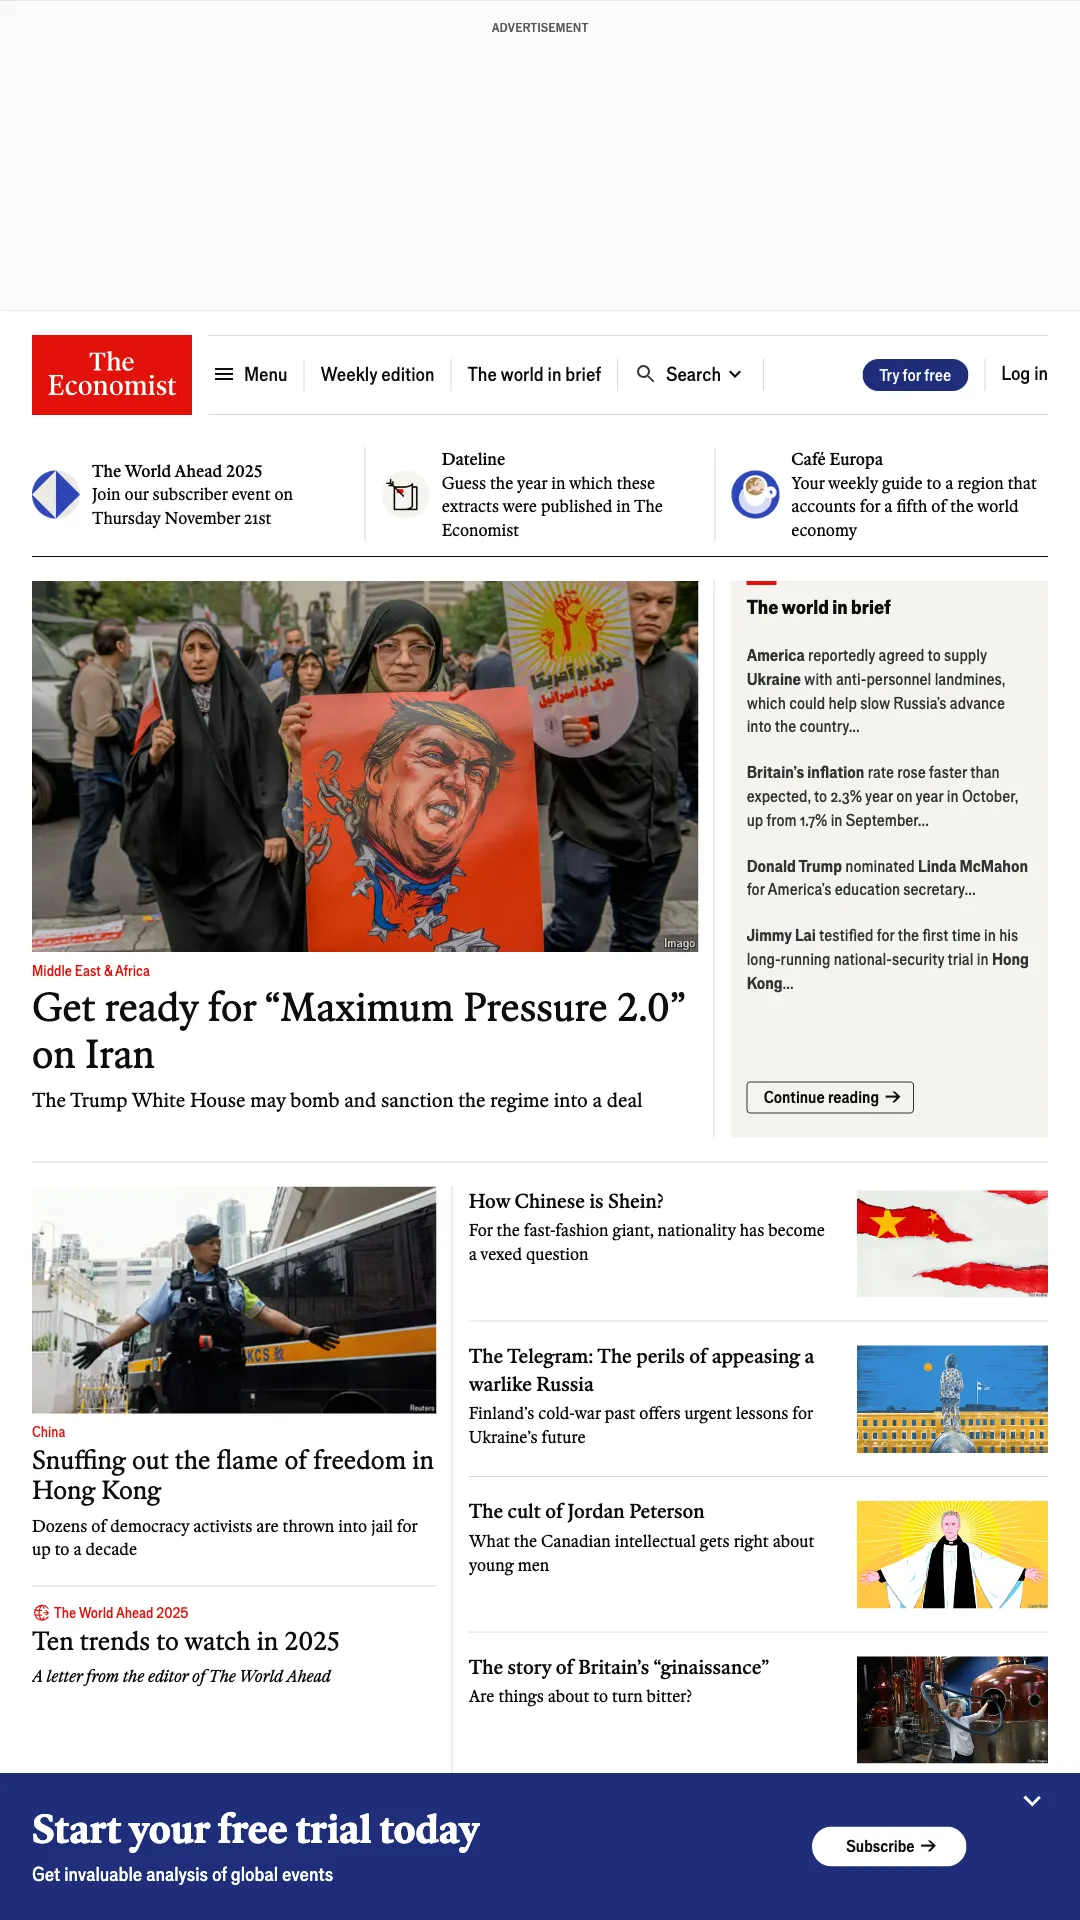 ADVERTISEMENT
The
Economist
Menu
Weekly edition
The world in brief
Search
Try for free
Log in
The World Ahead 2025
Join our subscriber event on
Thursday November 21st
Dateline
Guess the year in which these
extracts were published in The
Economist
Café Europa
Your weekly guide to a region that
accounts for a fifth of the world
economy
Imago
Middle East & Africa
Get ready for “Maximum Pressure 2.0”
on Iran
The Trump White House may bomb and sanction the regime into a deal
The world in brief
America reportedly agreed to supply
Ukraine with anti-personnel landmines,
which could help slow Russia’s advance
into the country...
Britain’s inflation rate rose faster than
expected, to 2.3% year on year in October,
up from 1.7% in September...
Donald Trump nominated Linda McMahon
for America’s education secretary...
Jimmy Lai testified for the first time in his
long-running national-security trial in Hong
Kong...
Continue reading →
Reuters
China
Snuffing out the flame of freedom in
Hong Kong
Dozens of democracy activists are thrown into jail for
up to a decade
The World Ahead 2025
Ten trends to watch in 2025
A letter from the editor of The World Ahead
How Chinese is Shein?
For the fast-fashion giant, nationality has become
a vexed question
The Telegram: The perils of appeasing a
warlike Russia
Finland’s cold-war past offers urgent lessons for
Ukraine’s future
The cult of Jordan Peterson
What the Canadian intellectual gets right about
young men
The story of Britain’s “ginaissance”
Are things about to turn bitter?
Getty Images
Start your free trial today
Get invaluable analysis of global events
Subscribe →